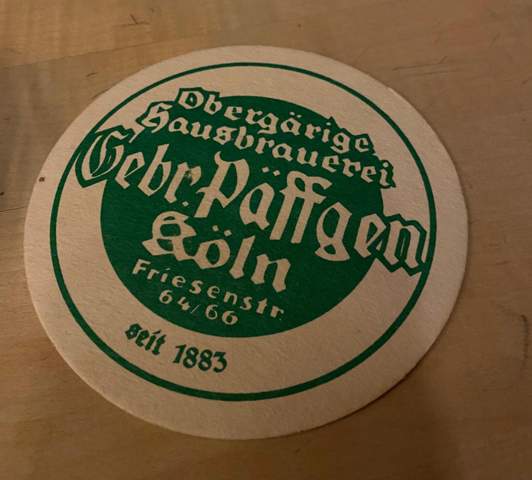 Obergärige
Hausbrauerei
Gebr. Päffgen
Köln
Friesenstr.
64/66
seit 1883